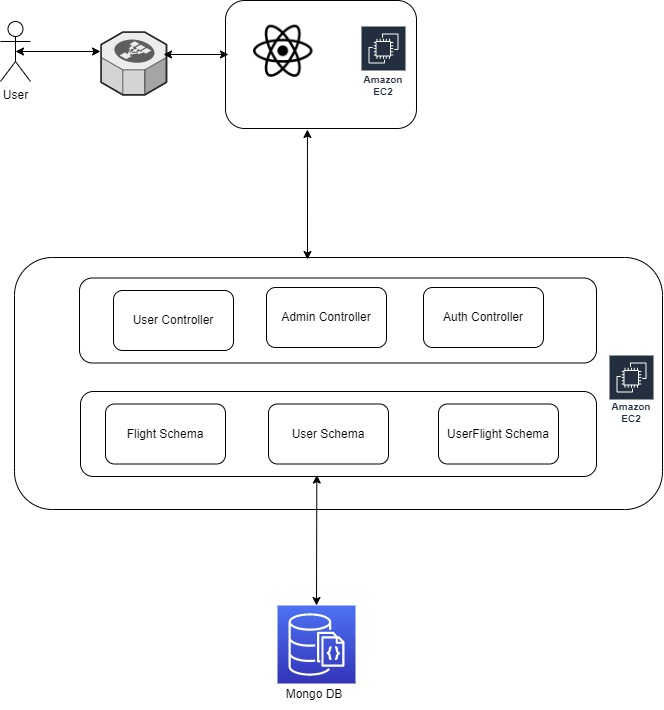 User
Amazon
EC2
User Controller
Admin Controller
Auth Controller
Amazon
EC2
Flight Schema
User Schema
UserFlight Schema
Mongo DB